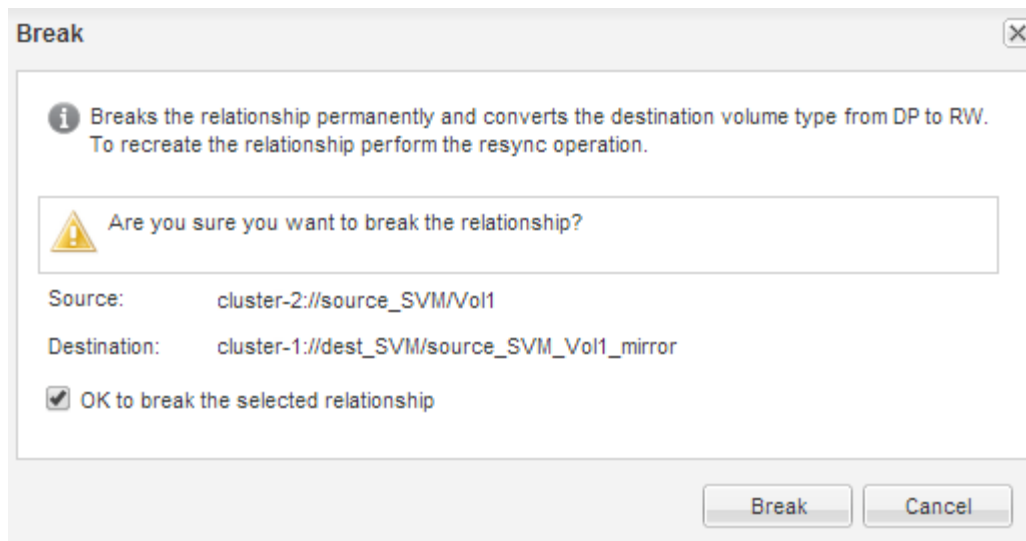 Break
Breaks the relationship permanently and converts the destination volume type from DP to RW.
To recreate the relationship perform the resync operation.
Are you sure you want to break the relationship?
Source: cluster-2://source_SVM/Vol1
Destination: cluster-1://dest_SVM/source_SVM_Vol1_mirror
OK to break the selected relationship
Break Cancel